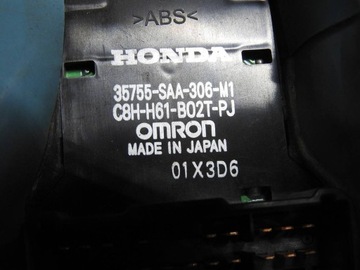 >ABS<
HONDA
35755-SAA-306-M1
C8H-H61-B02T-PJ
OMRON
MADE IN JAPAN
01X3D6